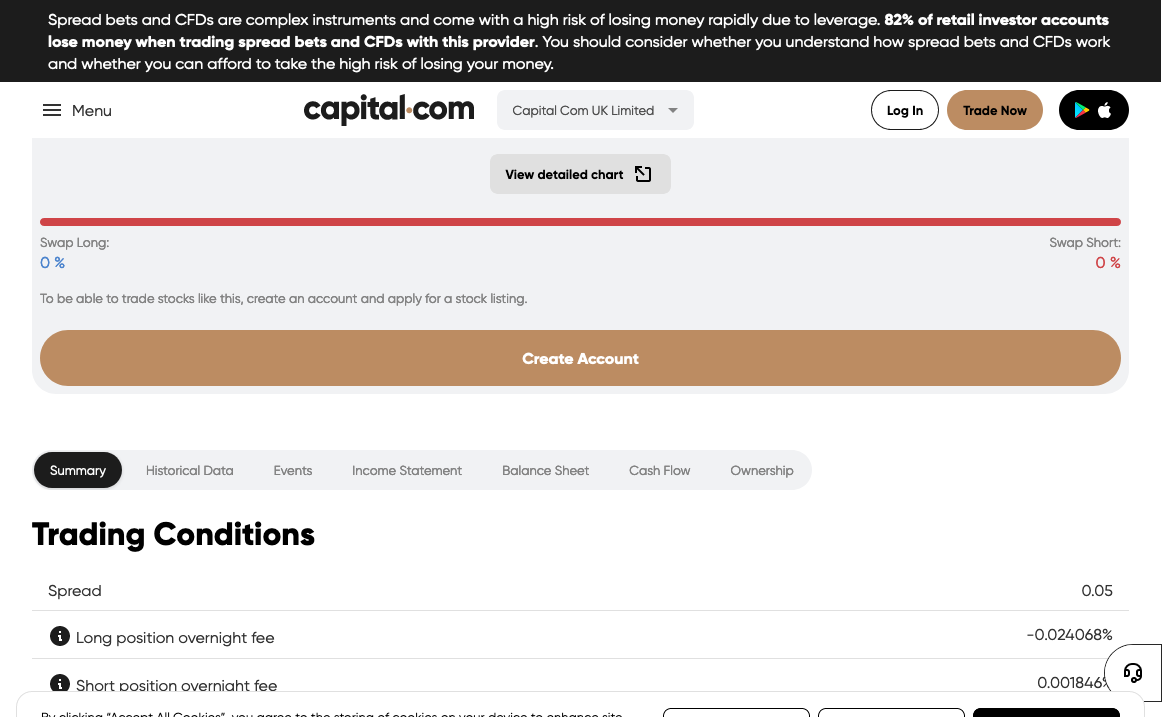 Spread bets and CFDs are complex instruments and come with a high risk of losing money rapidly due to leverage. 82% of retail investor accounts
lose money when trading spread bets and CFDs with this provider. You should consider whether you understand how spread bets and CFDs work
and whether you can afford to take the high risk of losing your money.
Menu
capital.com
Capital Com UK Limited
Log In
Trade Now
View detailed chart
Swap Long:
Swap Short:
0 %
0 %
To be able to trade stocks like this, create an account and apply for a stock listing.
Create Account
Summary
Historical Data
Events
Income Statement
Balance Sheet
Cash Flow
Ownership
Trading Conditions
Spread
0.05
Long position overnight fee
-0.024068%
Short position overnight fee
0.001846%
By clicking "Accept All Cookies", you agree to the storing of cookies on your device to enhance site